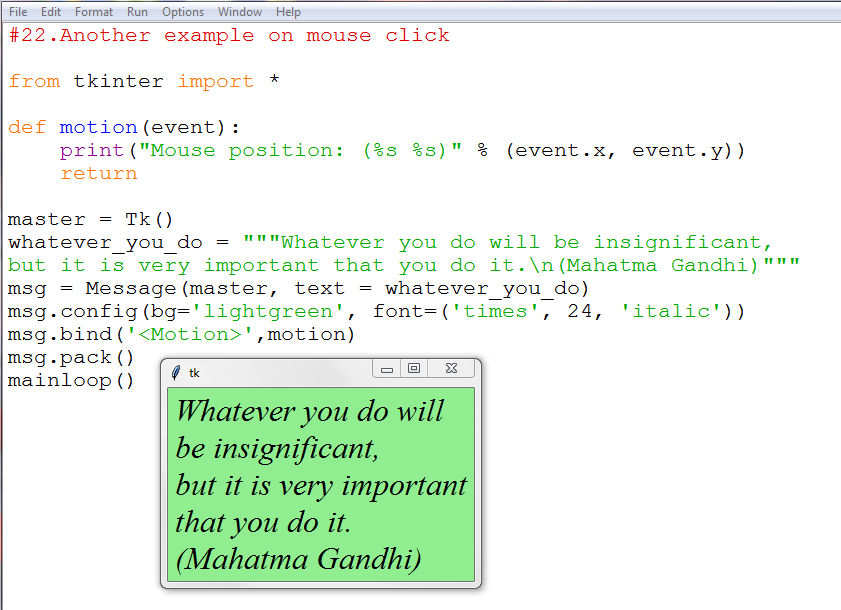 File Edit Format Run Options Window Help
#22.Another example on mouse click
from tkinter import *
def motion(event):
    print("Mouse position: (%s %s)" % (event.x, event.y))
    return
master = Tk()
whatever_you_do = """Whatever you do will be insignificant,
but it is very important that you do it.\n(Mahatma Gandhi)"""
msg = Message(master, text = whatever_you_do)
msg.config(bg='lightgreen', font=('times', 24, 'italic'))
msg.bind('<Motion>',motion)
msg.pack()
mainloop()
tk
Whatever you do will
be insignificant,
but it is very important
that you do it.
(Mahatma Gandhi)